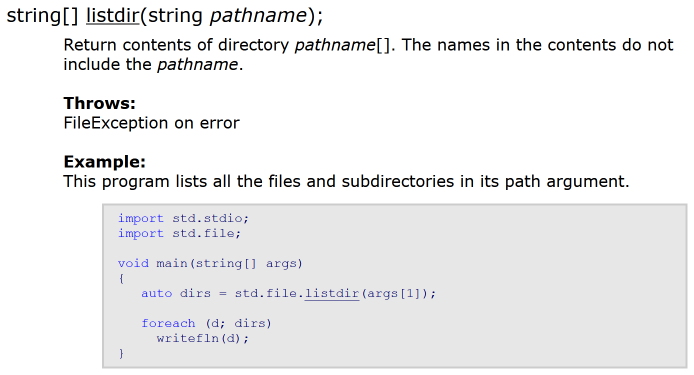 string[] listdir(string pathname);
Return contents of directory pathname[]. The names in the contents do not
include the pathname.
Throws:
FileException on error
Example:
This program lists all the files and subdirectories in its path argument.
import std.stdio;
import std.file;
void main(string[] args)
{
auto dirs = std.file.listdir(args[1]);
foreach (d; dirs)
writefln(d);
}